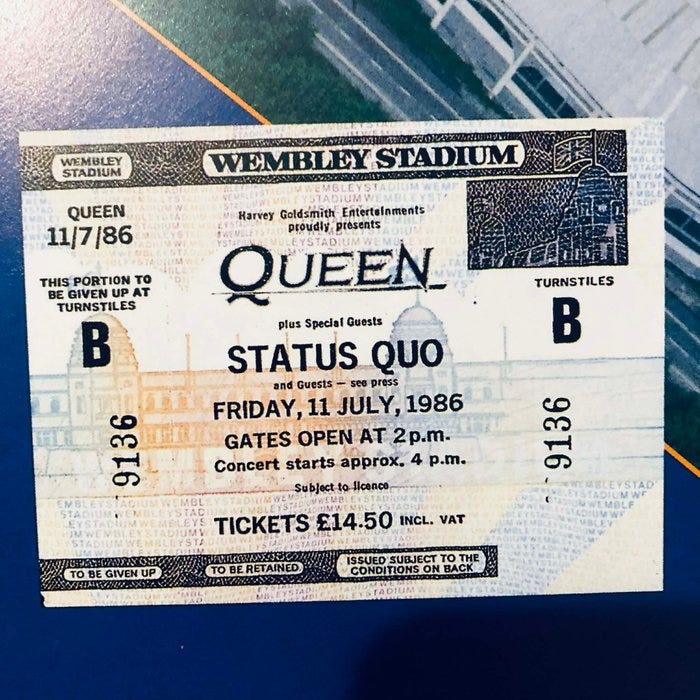 WEMBLEY STADIUM
WEMBLEY
STADIUM
QUEEN
11/7/86
THIS PORTION TO
BE GIVEN UP AT
TURNSTILES
B
9136
Harvey Goldsmith Entertainments
proudly presents
QUEEN
plus Special Guests
STATUS QUO
and Guests — see press
FRIDAY, 11 JULY, 1986
GATES OPEN AT 2 p.m.
Concert starts approx. 4 p.m.
Subject to licence
TICKETS £14.50 INCL. VAT
TURNSTILES
B
9136
TO BE GIVEN UP
TO BE RETAINED
ISSUED SUBJECT TO THE
CONDITIONS ON BACK